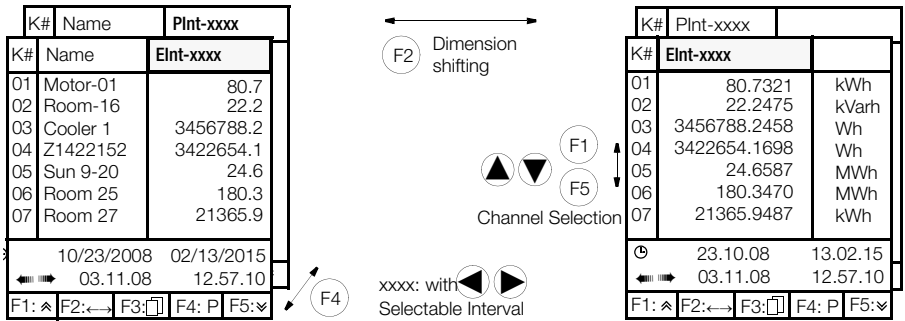 K# Name PInt-xxxx
K# Name EInt-xxxx
01 Motor-01 80.7
02 Room-16 22.2
03 Cooler 1 3456788.2
04 Z1422152 3422654.1
05 Sun 9-20 24.6
06 Room 25 180.3
07 Room 27 21365.9
10/23/2008 02/13/2015
03.11.08 12.57.10
F1: F2: F3: F4: P F5:
F2 Dimension
shifting
F1
F5
Channel Selection
F4
xxxx: with
Selectable Interval
K# PInt-xxxx
K# EInt-xxxx
01 80.7321 kWh
02 22.2475 kVarh
03 3456788.2458 Wh
04 3422654.1698 Wh
05 24.6587 MWh
06 180.3470 MWh
07 21365.9487 kWh
23.10.08 13.02.15
03.11.08 12.57.10
F1: F2: F3: F4: P F5: